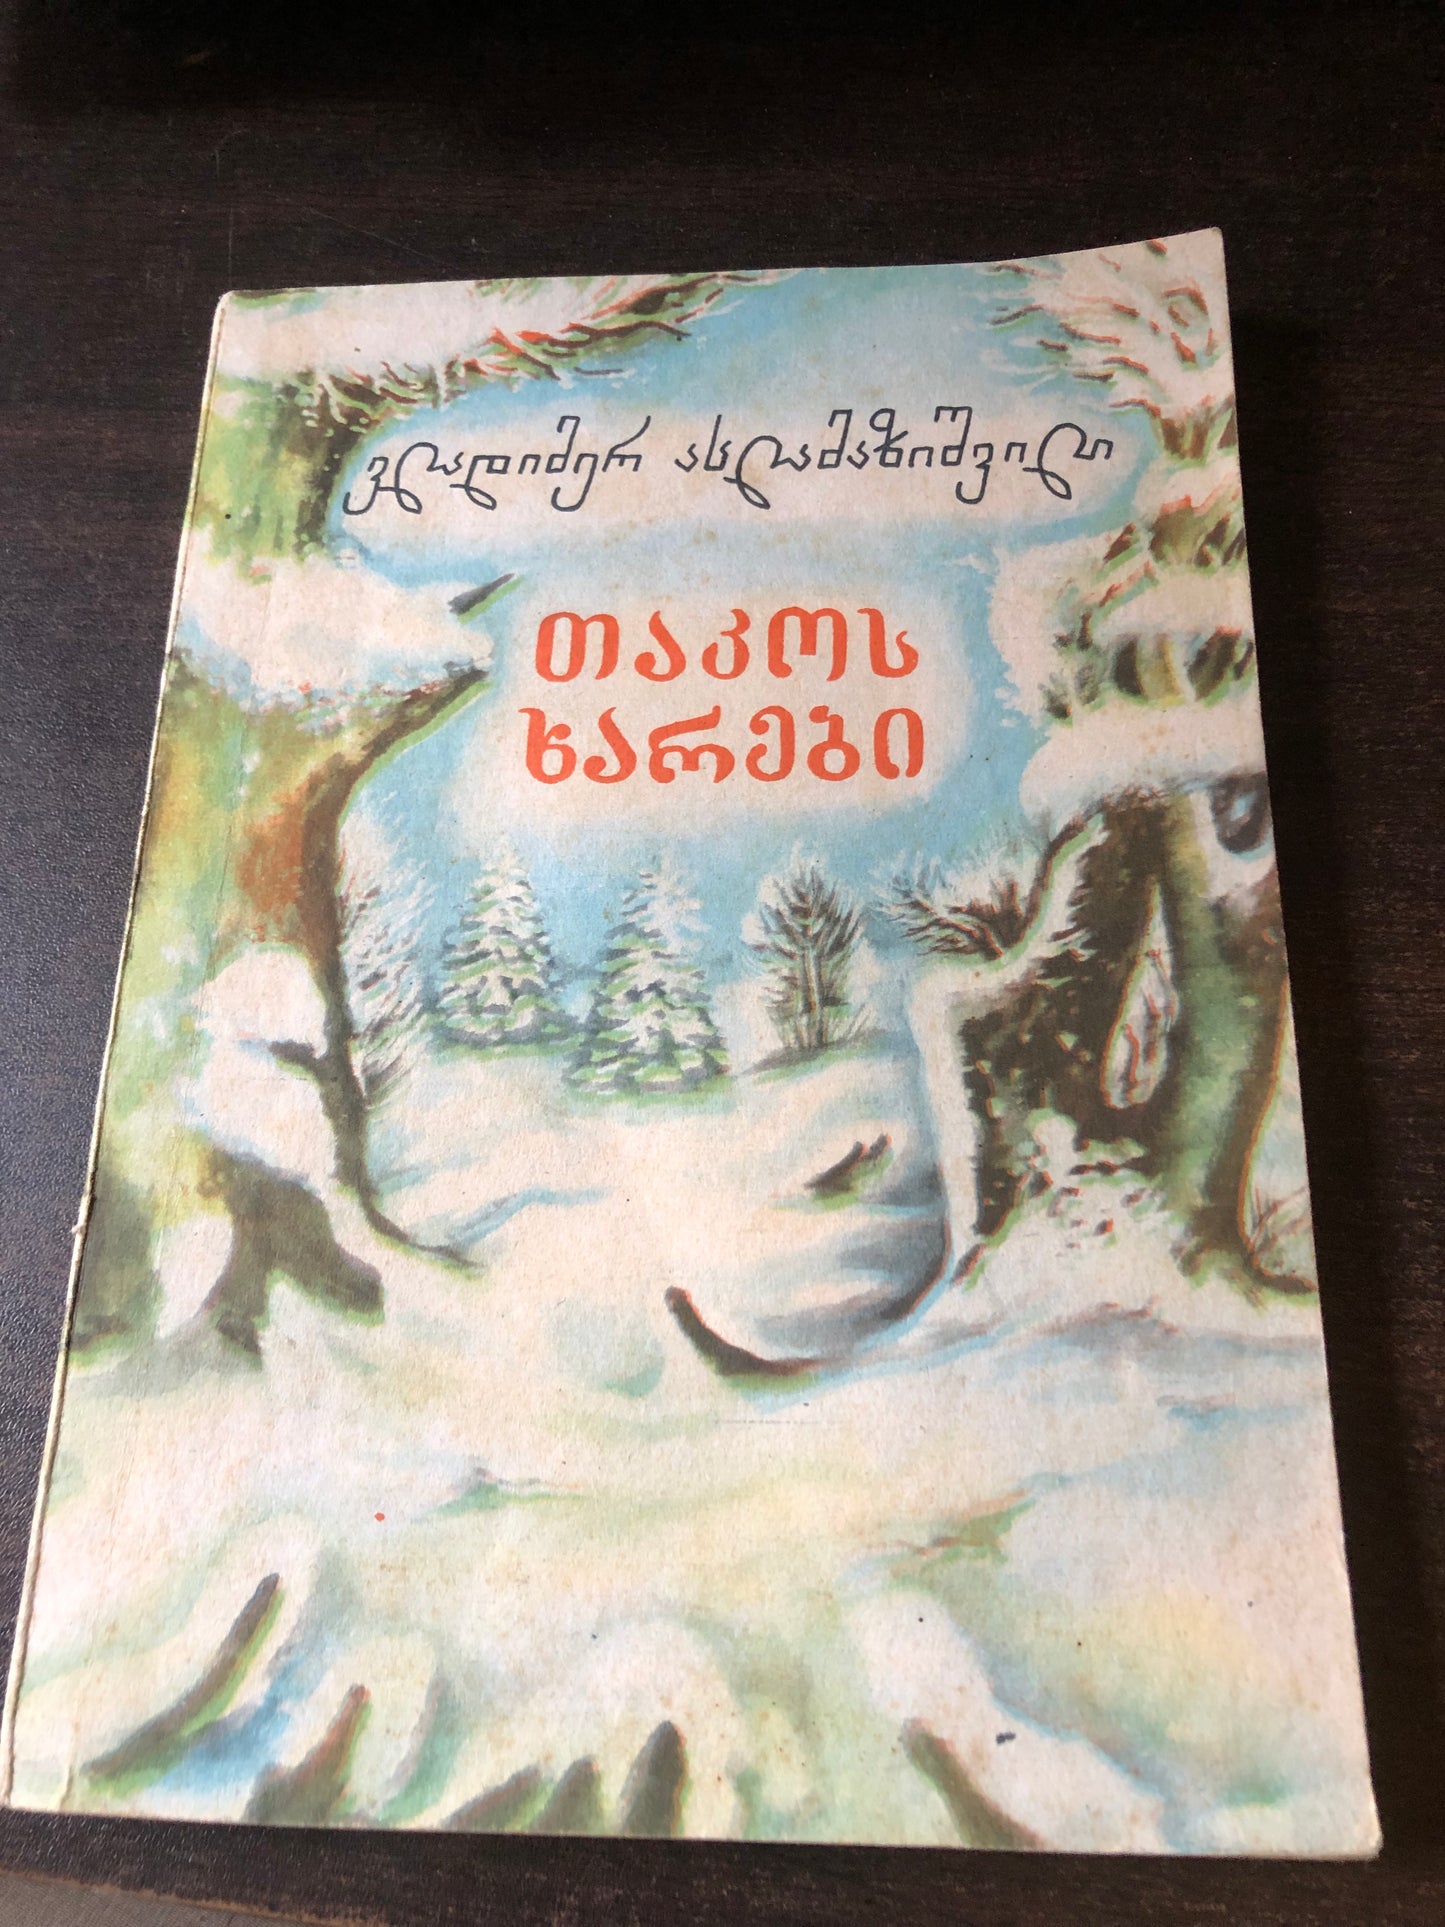 ვლადიმერ ასლამაზიშვილი
თაკოს
ხარები